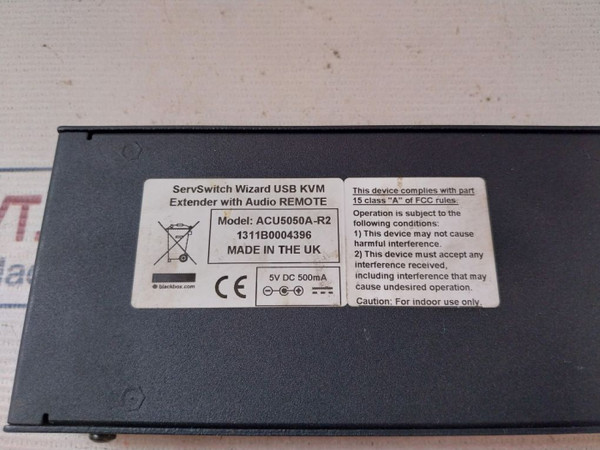 ServSwitch Wizard USB KVM
Extender with Audio REMOTE
Model: ACU5050A-R2
1311B0004396
MADE IN THE UK
blackbox.com
CE
5V DC 500mA
This device complies with part
15 class "A" of FCC rules.
Operation is subject to the
following conditions:
1) This device may not cause
harmful interference.
2) This device must accept any
interference received,
including interference that may
cause undesired operation.
Caution: For indoor use only.